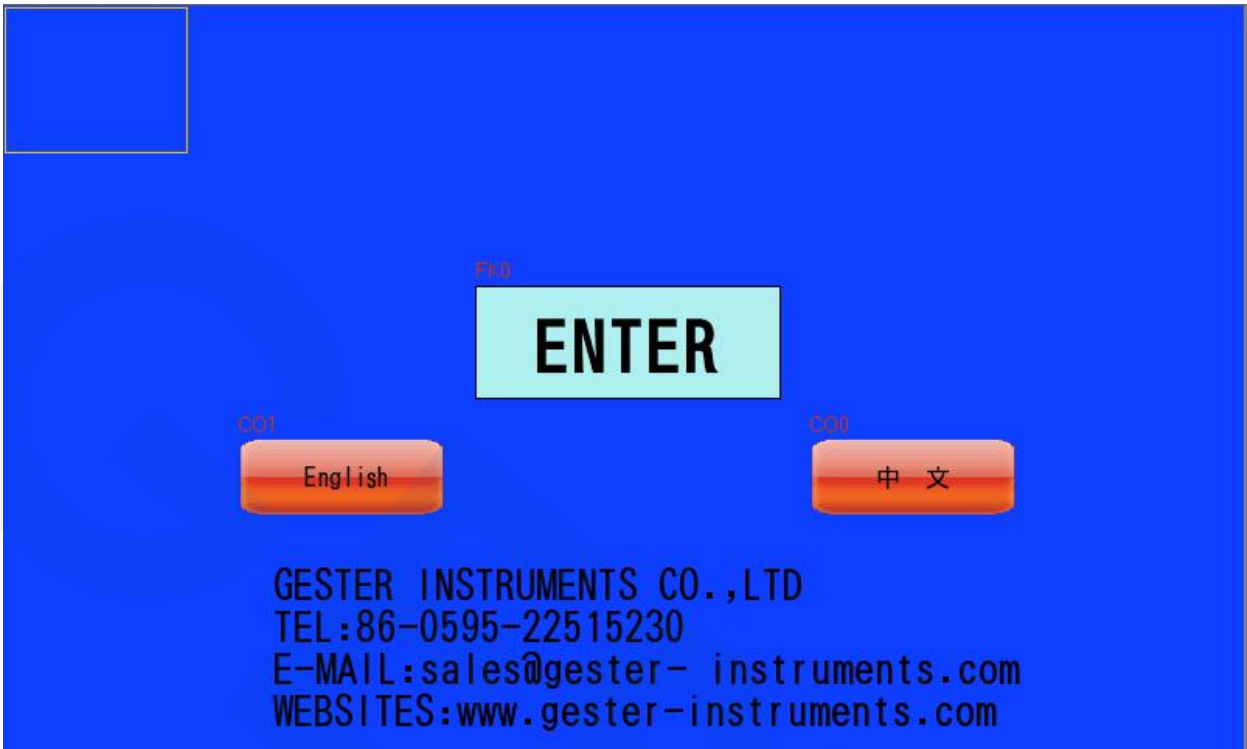 FK0
ENTER
CO1
CO0
English
中 文
GESTER INSTRUMENTS CO.,LTD
TEL:86-0595-22515230
E-MAIL:sales@gester- instruments.com
WEBSITES:www.gester-instruments.com